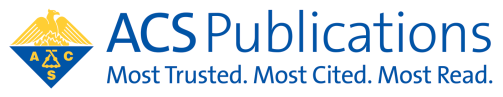 A C
S
ACS Publications
Most Trusted. Most Cited. Most Read.